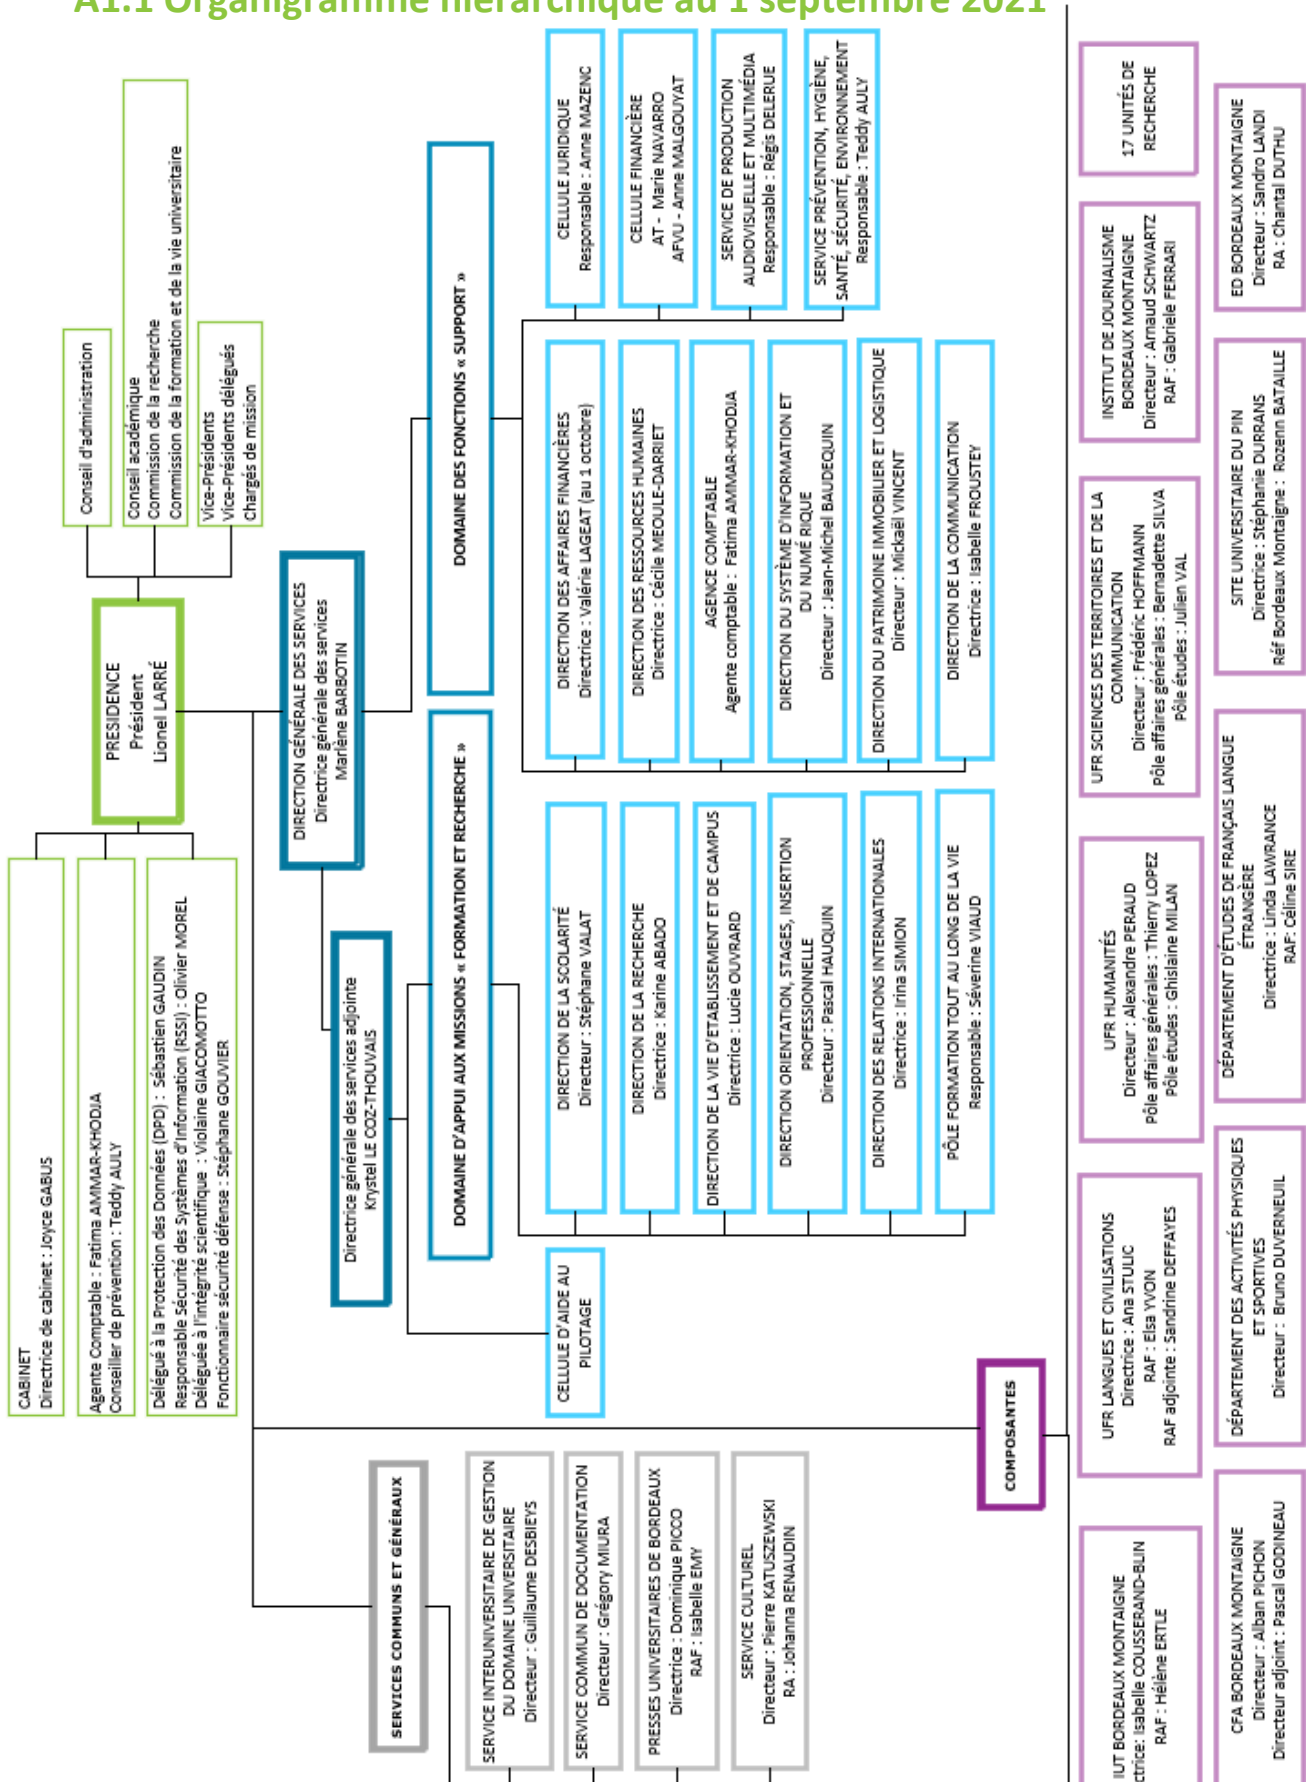 A1.1 Organigramme hiérarchique au 1 septembre 2021
CABINET
Directrice de cabinet : Joyce GABUS
Agente Comptable : Fatima AMMAR-KHODJA
Conseiller de prévention : Teddy AULY
Délégué à la Protection des Données (DPD) : Sébastien GAUDIN
Responsable Sécurité des Systèmes d'Information (RSSI) : Olivier MOREL
Déléguée à l'intégrité scientifique : Violaine GIACOMOTTO
Fonctionnaire sécurité défense : Stéphane GOUVIER
PRESIDENCE
Président
Lionel LARRÉ
Conseil d'administration
Conseil académique
Commission de la recherche
Commission de la formation et de la vie universitaire
Vice-Présidents
Vice-Présidents délégués
Chargés de mission
DIRECTION GÉNÉRALE DES SERVICES
Directrice générale des services
Marlène BARBOTIN
Directrice générale des services adjointe
Krystel LE COZ-THOUVAIS
SERVICES COMMUNS ET GÉNÉRAUX
SERVICE INTERUNIVERSITAIRE DE GESTION
DU DOMAINE UNIVERSITAIRE
Directeur : Guillaume DESBIEYS
SERVICE COMMUN DE DOCUMENTATION
Directeur : Grégory MIURA
PRESSES UNIVERSITAIRES DE BORDEAUX
Directrice : Dominique PICCO
RAF : Isabelle EMY
SERVICE CULTUREL
Directeur : Pierre KATUSZEWSKI
RA : Johanna RENAUDIN
CELLULE D'AIDE AU
PILOTAGE
DOMAINE D'APPUI AUX MISSIONS « FORMATION ET RECHERCHE »
DIRECTION DE LA SCOLARITÉ
Directeur : Stéphane VALAT
DIRECTION DE LA RECHERCHE
Directrice : Karine ABADO
DIRECTION DE LA VIE D'ETABLISSEMENT ET DE CAMPUS
Directrice : Lucie OUVRARD
DIRECTION ORIENTATION, STAGES, INSERTION
PROFESSIONNELLE
Directeur : Pascal HAUQUIN
DIRECTION DES RELATIONS INTERNATIONALES
Directrice : Irina SIMION
PÔLE FORMATION TOUT AU LONG DE LA VIE
Responsable : Séverine VIAUD
DOMAINE DES FONCTIONS « SUPPORT »
DIRECTION DES AFFAIRES FINANCIÈRES
Directrice : Valérie LAGEAT (au 1 octobre)
DIRECTION DES RESSOURCES HUMAINES
Directrice : Cécile MEOULE-DARRIET
AGENCE COMPTABLE
Agente comptable : Fatima AMMAR-KHODJA
DIRECTION DU SYSTÈME D'INFORMATION ET
DU NUMÉ RIQUE
Directeur : Jean-Michel BAUDEQUIN
DIRECTION DU PATRIMOINE IMMOBILIER ET LOGISTIQUE
Directeur : Mickaël VINCENT
DIRECTION DE LA COMMUNICATION
Directrice : Isabelle FROUSTEY
CELLULE JURIDIQUE
Responsable : Anne MAZENC
CELLULE FINANCIÈRE
AT - Marie NAVARRO
AFVU - Anne MALGOUYAT
SERVICE DE PRODUCTION
AUDIOVISUELLE ET MULTIMÉDIA
Responsable : Régis DELERUE
SERVICE PRÉVENTION, HYGIÈNE,
SANTÉ, SÉCURITÉ, ENVIRONNEMENT
Responsable : Teddy AULY
COMPOSANTES
IUT BORDEAUX MONTAIGNE
ctrice: Isabelle COUSSERAND-BLIN
RAF : Hélène ERTLE
UFR LANGUES ET CIVILISATIONS
Directrice : Ana STULIC
RAF : Elsa YVON
RAF adjointe : Sandrine DEFFAYES
UFR HUMANITÉS
Directeur : Alexandre PERAUD
Pôle affaires générales : Thierry LOPEZ
Pôle études : Ghislaine MILAN
UFR SCIENCES DES TERRITOIRES ET DE LA
COMMUNICATION
Directeur : Frédéric HOFFMANN
Pôle affaires générales : Bernadette SILVA
Pôle études : Julien VAL
INSTITUT DE JOURNALISME
BORDEAUX MONTAIGNE
Directeur : Arnaud SCHWARTZ
RAF : Gabriele FERRARI
17 UNITÉS DE
RECHERCHE
CFA BORDEAUX MONTAIGNE
Directeur : Alban PICHON
Directeur adjoint : Pascal GODINEAU
DÉPARTEMENT DES ACTIVITÉS PHYSIQUES
ET SPORTIVES
Directeur : Bruno DUVERNEUIL
DÉPARTEMENT D'ÉTUDES DE FRANÇAIS LANGUE
ÉTRANGÈRE
Directrice : Linda LAWRANCE
RAF: Céline SIRE
SITE UNIVERSITAIRE DU PIN
Directrice : Stéphanie DURRANS
Réf Bordeaux Montaigne : Rozenn BATAILLE
ED BORDEAUX MONTAIGNE
Directeur : Sandro LANDI
RA : Chantal DUTHU